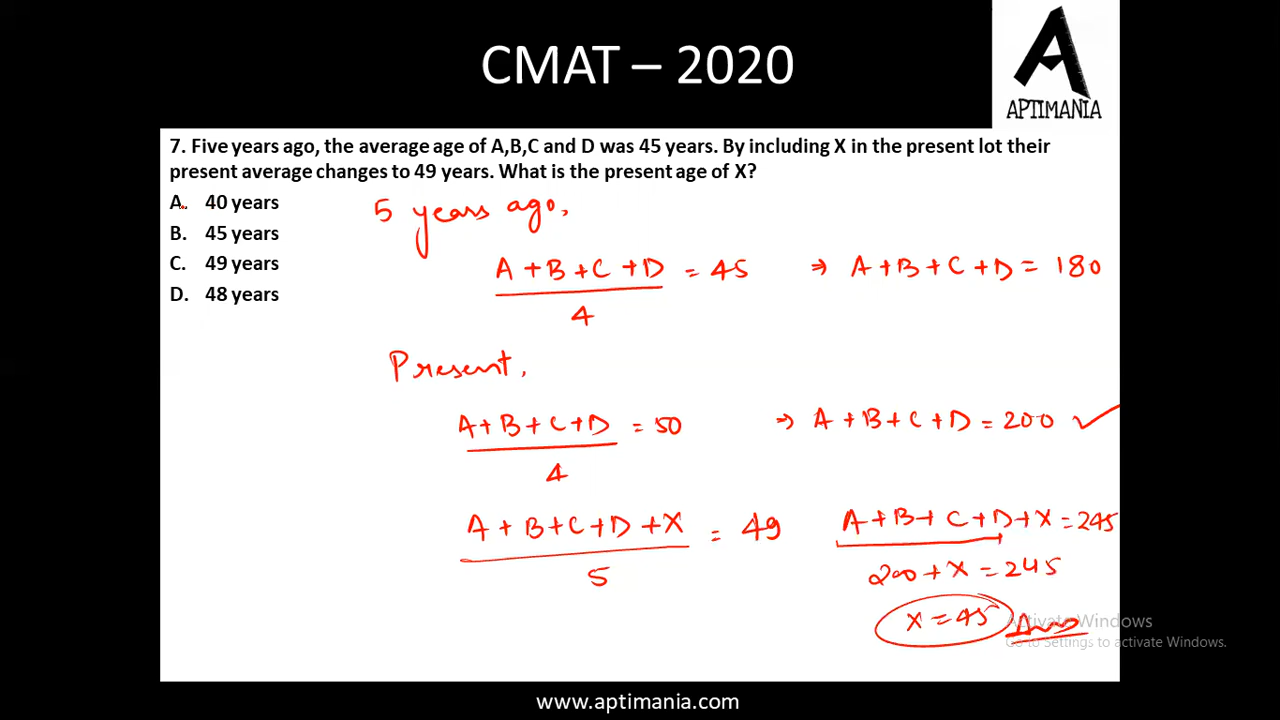 CMAT – 2020
A
APTIMANIA
7. Five years ago, the average age of A,B,C and D was 45 years. By including X in the present lot their
present average changes to 49 years. What is the present age of X?
A. 40 years
B. 45 years
C. 49 years
D. 48 years
5 years ago,
A + B + C + D = 45 ⇒ A + B + C + D = 180
4
Present,
A + B + C + D = 50 ⇒ A + B + C + D = 200 ✓
4
A + B + C + D + X = 49 A + B + C + D + X = 245
5
200 + X = 245
X = 45 Ans
Activate Windows
Go to Settings to activate Windows.
www.aptimania.com